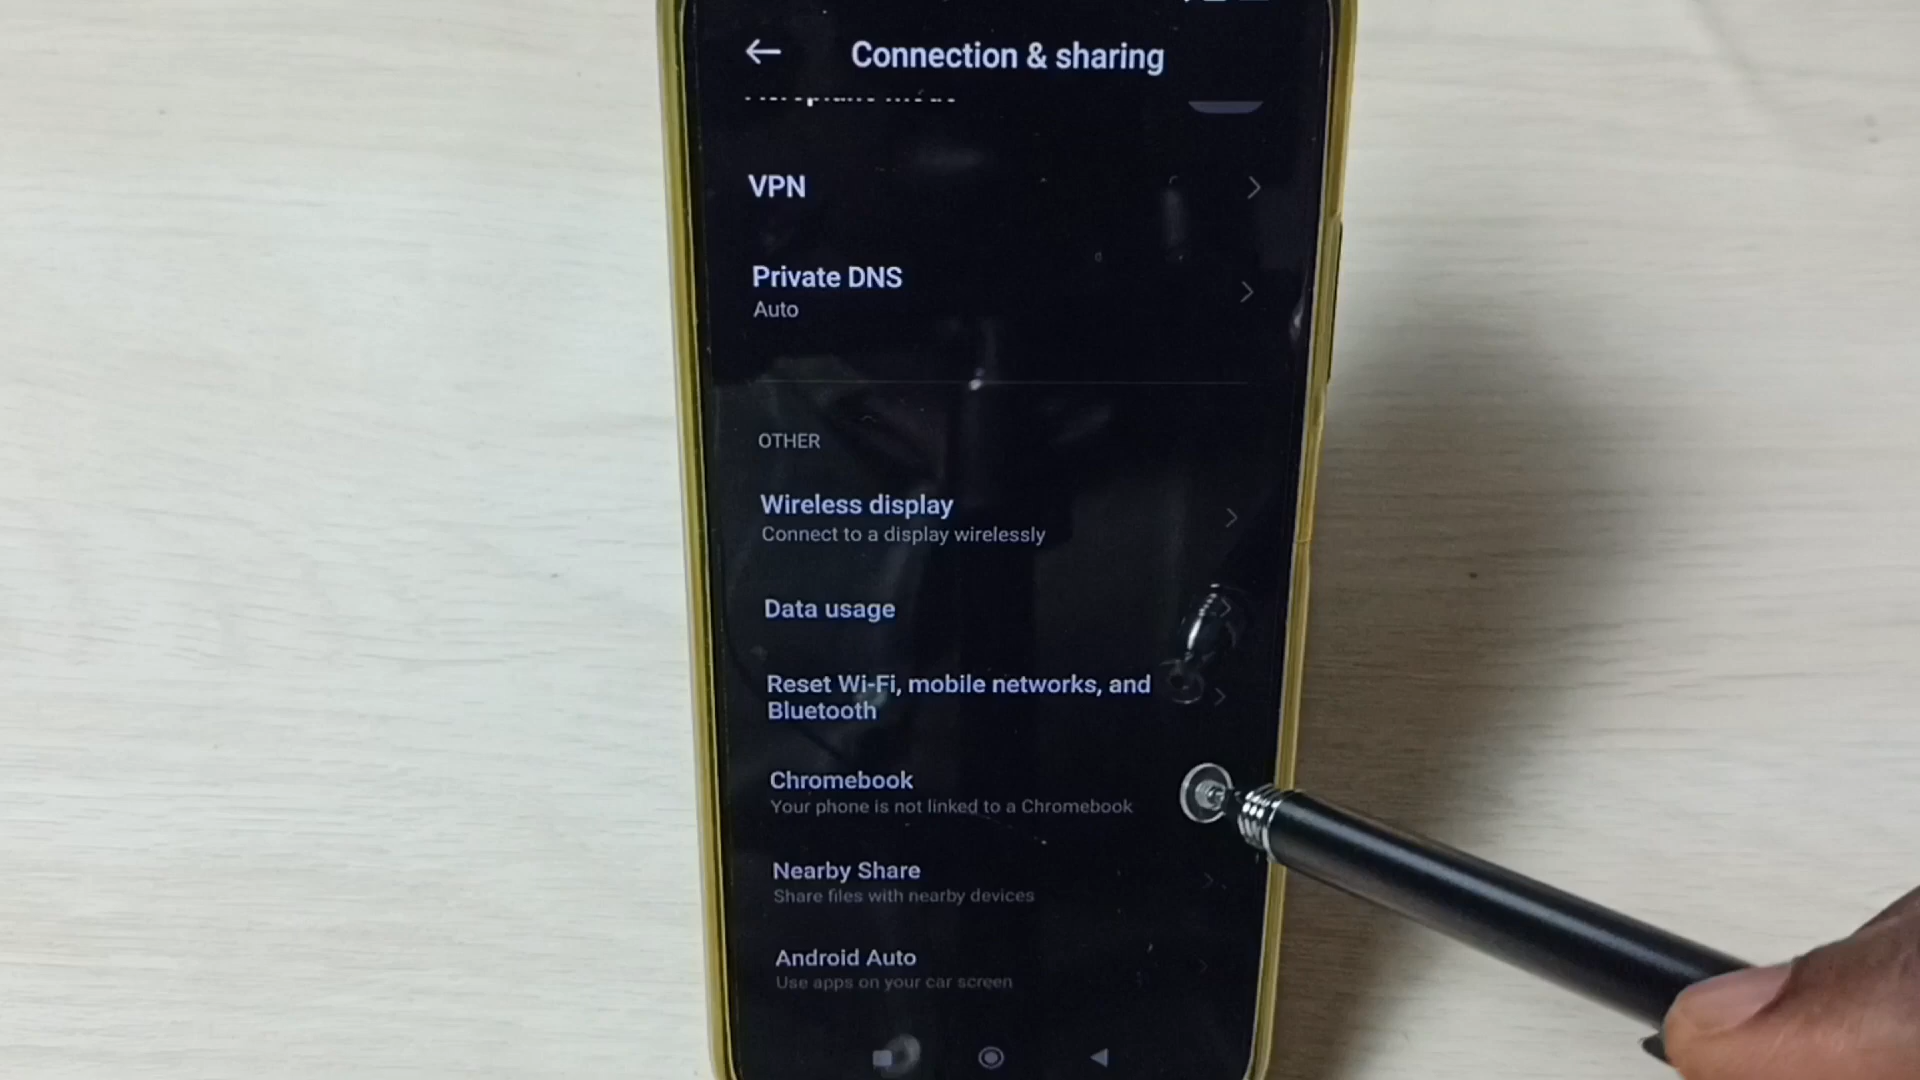 Connection & sharing
VPN
Private DNS
Auto
OTHER
Wireless display
Connect to a display wirelessly
Data usage
Reset Wi-Fi, mobile networks, and
Bluetooth
Chromebook
Your phone is not linked to a Chromebook
Nearby Share
Share files with nearby devices
Android Auto
Use apps on your car screen